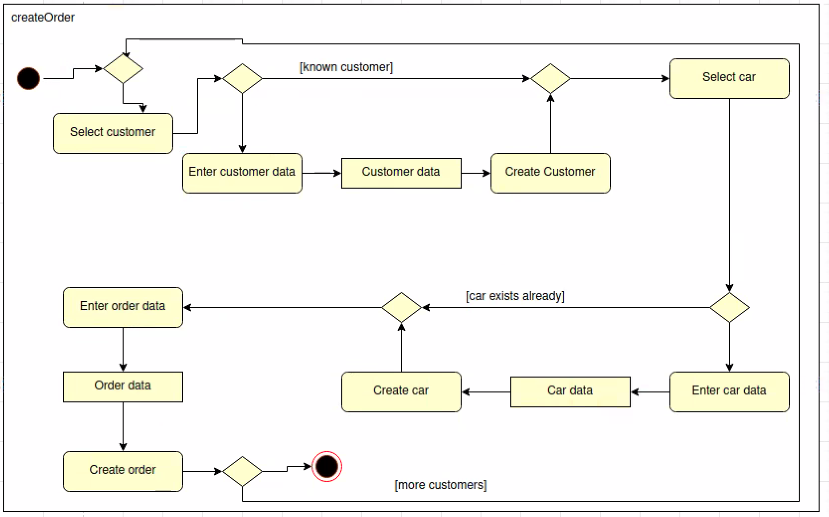 createOrder
[known customer]
Select car
Select customer
Enter customer data
Customer data
Create Customer
[car exists already]
Enter order data
Order data
Create car
Car data
Enter car data
Create order
[more customers]